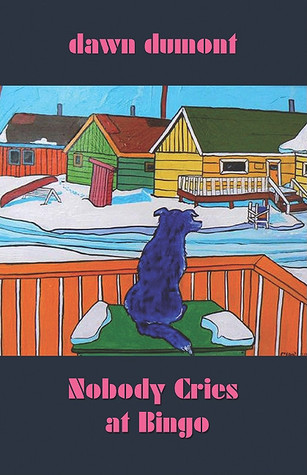 dawn dumont
Nobody Cries
at Bingo